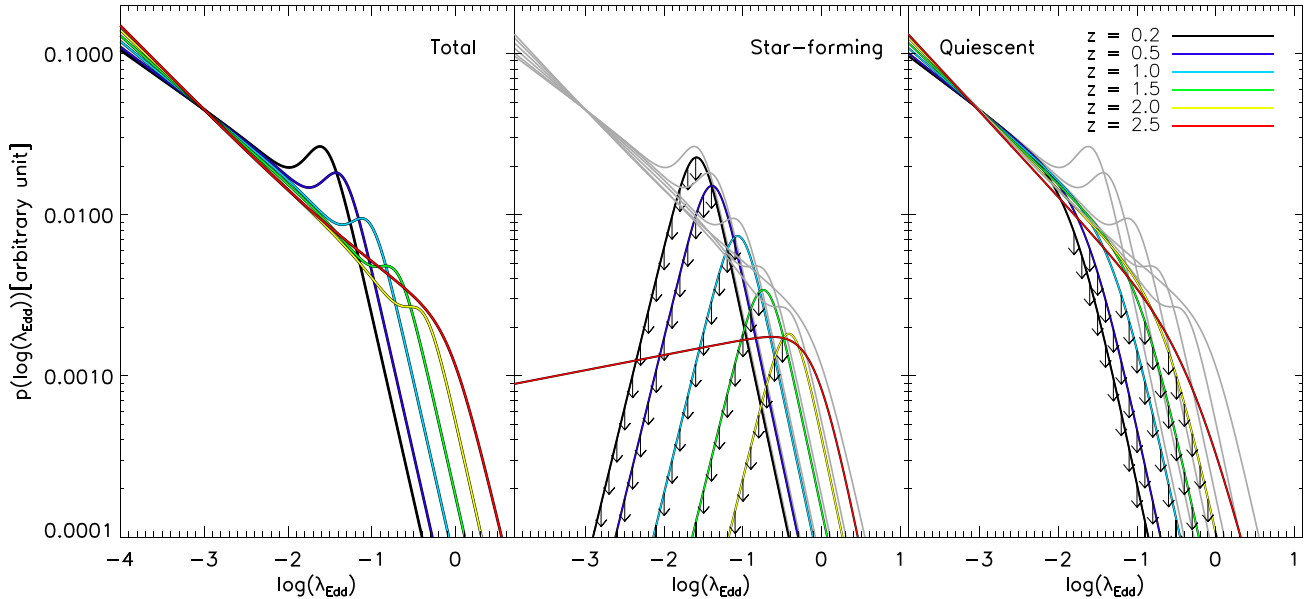 Total
Star-forming
Quiescent
z = 0.2
z = 0.5
z = 1.0
z = 1.5
z = 2.0
z = 2.5
p(log(λEdd))[arbitrary unit]
0.1000
0.0100
0.0010
0.0001
-4 -3 -2 -1 0
-3 -2 -1 0 1
-3 -2 -1 0 1
log(λEdd)
log(λEdd)
log(λEdd)